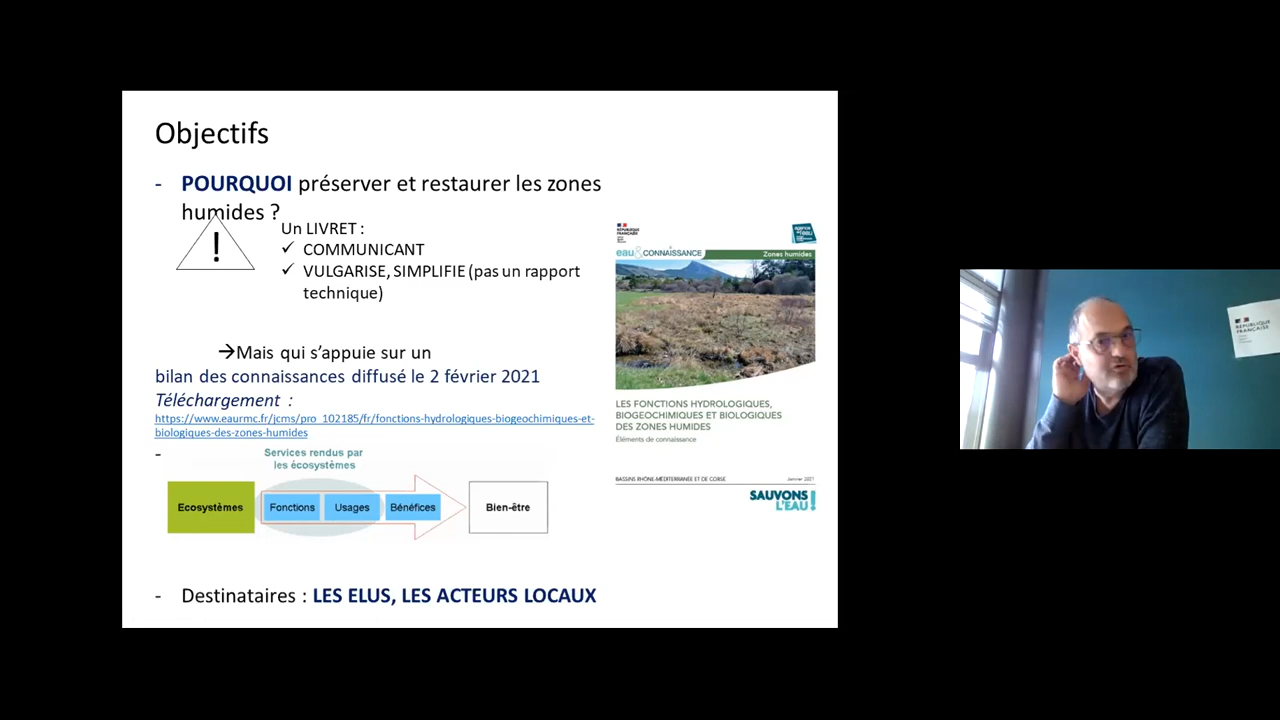 Objectifs
- POURQUOI préserver et restaurer les zones
humides ?
!
Un LIVRET :
✓ COMMUNICANT
✓ VULGARISE, SIMPLIFIE (pas un rapport
technique)
→Mais qui s’appuie sur un
bilan des connaissances diffusé le 2 février 2021
Téléchargement :
https://www.eaurmc.fr/jcms/pro_102185/fr/fonctions-hydrologiques-biogeochimiques-et-
biologiques-des-zones-humides
-
Services rendus par
les écosystèmes
Ecosystèmes
Fonctions
Usages
Bénéfices
Bien-être
- Destinataires : LES ELUS, LES ACTEURS LOCAUX
RÉPUBLIQUE
FRANÇAISE
eau&CONNAISSANCE
Zones humides
LES FONCTIONS HYDROLOGIQUES,
BIOGEOCHIMIQUES ET BIOLOGIQUES
DES ZONES HUMIDES
Éléments de connaissance
BASSINS RHÔNE-MÉDITERRANÉE ET DE CORSE
Janvier 2021
SAUVONS
L'EAU!
RÉPUBLIQUE
FRANÇAISE